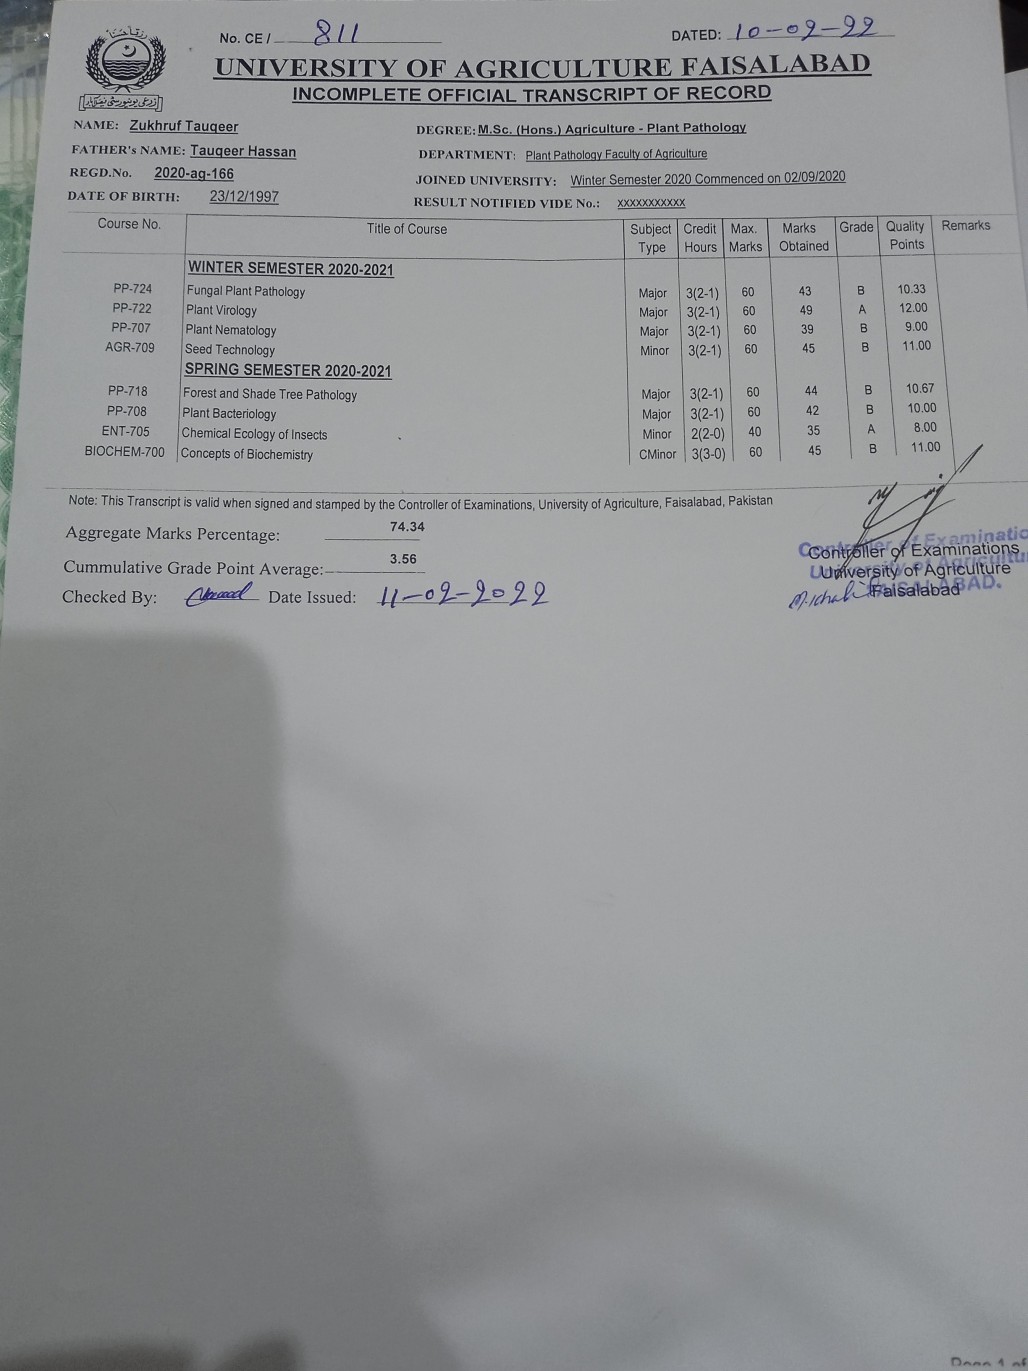 No. CE / 811
DATED: 10-02-22
UNIVERSITY OF AGRICULTURE FAISALABAD
INCOMPLETE OFFICIAL TRANSCRIPT OF RECORD
NAME: Zukhruf Tauqeer
DEGREE: M.Sc. (Hons.) Agriculture - Plant Pathology
FATHER's NAME: Tauqeer Hassan
DEPARTMENT: Plant Pathology Faculty of Agriculture
REGD.No. 2020-ag-166
JOINED UNIVERSITY: Winter Semester 2020 Commenced on 02/09/2020
DATE OF BIRTH: 23/12/1997
RESULT NOTIFIED VIDE No.: xxxxxxxxxxx
Course No. Title of Course Subject Type Credit Hours Max. Marks Marks Obtained Grade Quality Points Remarks
WINTER SEMESTER 2020-2021
PP-724 Fungal Plant Pathology Major 3(2-1) 60 43 B 10.33
PP-722 Plant Virology Major 3(2-1) 60 49 A 12.00
PP-707 Plant Nematology Major 3(2-1) 60 39 B 9.00
AGR-709 Seed Technology Minor 3(2-1) 60 45 B 11.00
SPRING SEMESTER 2020-2021
PP-718 Forest and Shade Tree Pathology Major 3(2-1) 60 44 B 10.67
PP-708 Plant Bacteriology Major 3(2-1) 60 42 B 10.00
ENT-705 Chemical Ecology of Insects Minor 2(2-0) 40 35 A 8.00
BIOCHEM-700 Concepts of Biochemistry CMinor 3(3-0) 60 45 B 11.00
Note: This Transcript is valid when signed and stamped by the Controller of Examinations, University of Agriculture, Faisalabad, Pakistan
Aggregate Marks Percentage: 74.34
Cummulative Grade Point Average: 3.56
Checked By: Date Issued: 11-02-2022
Controller of Examinations
University of Agriculture
Faisalabad